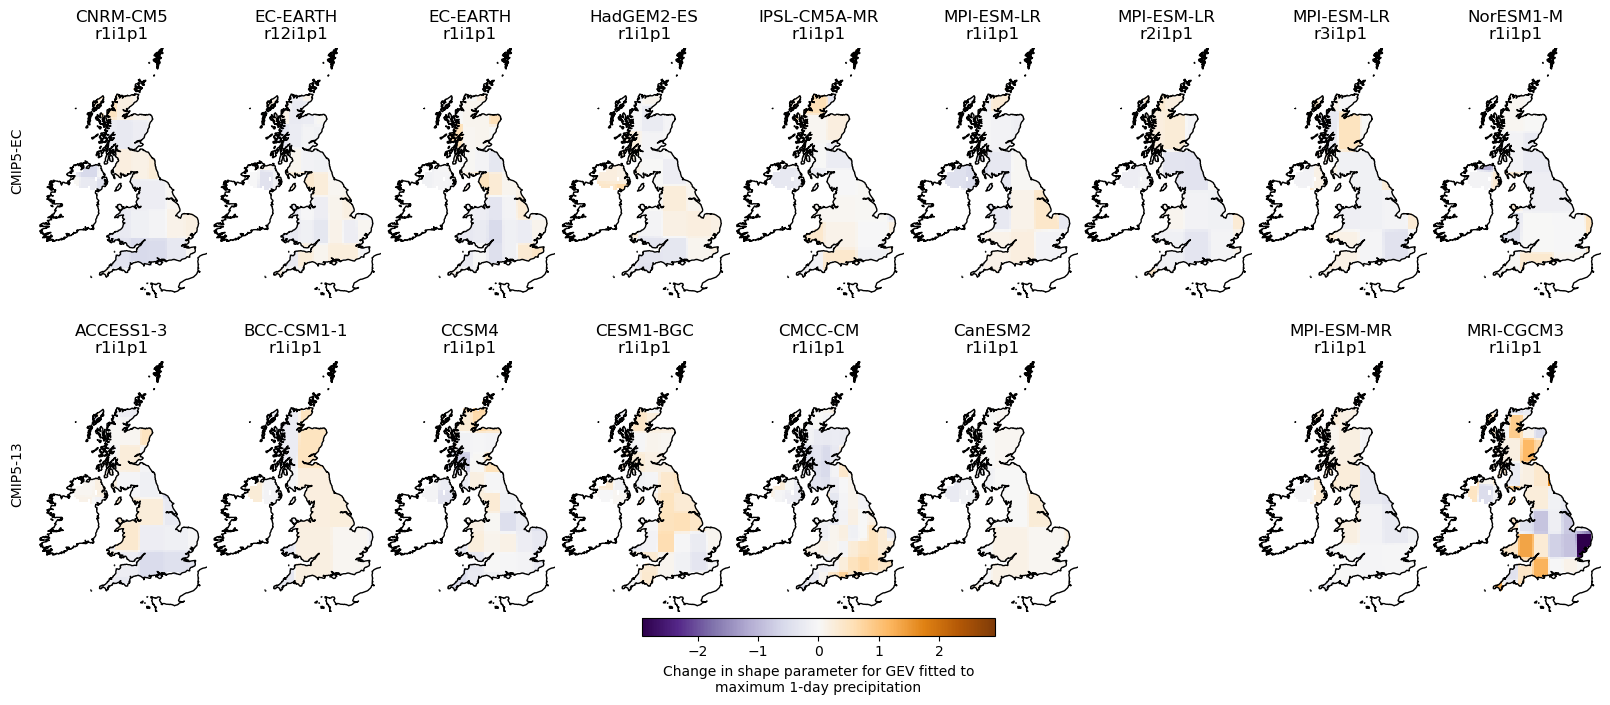 CNRM-CM5 EC-EARTH EC-EARTH HadGEM2-ES IPSL-CM5A-MR MPI-ESM-LR MPI-ESM-LR MPI-ESM-LR NorESM1-M
r1i1p1 r12i1p1 r1i1p1 r1i1p1 r1i1p1 r1i1p1 r2i1p1 r3i1p1 r1i1p1
CMIP5-EC
ACCESS1-3 BCC-CSM1-1 CCSM4 CESM1-BGC CMCC-CM CanESM2 MPI-ESM-MR MRI-CGCM3
r1i1p1 r1i1p1 r1i1p1 r1i1p1 r1i1p1 r1i1p1 r1i1p1 r1i1p1
CMIP5-13
−2 −1 0 1 2
Change in shape parameter for GEV fitted to
maximum 1-day precipitation